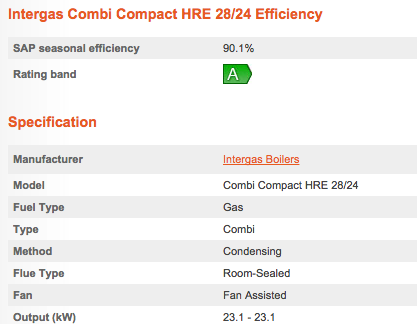 Intergas Combi Compact HRE 28/24 Efficiency
SAP seasonal efficiency 90.1%
Rating band A
Specification
Manufacturer Intergas Boilers
Model Combi Compact HRE 28/24
Fuel Type Gas
Type Combi
Method Condensing
Flue Type Room-Sealed
Fan Fan Assisted
Output (kW) 23.1 - 23.1